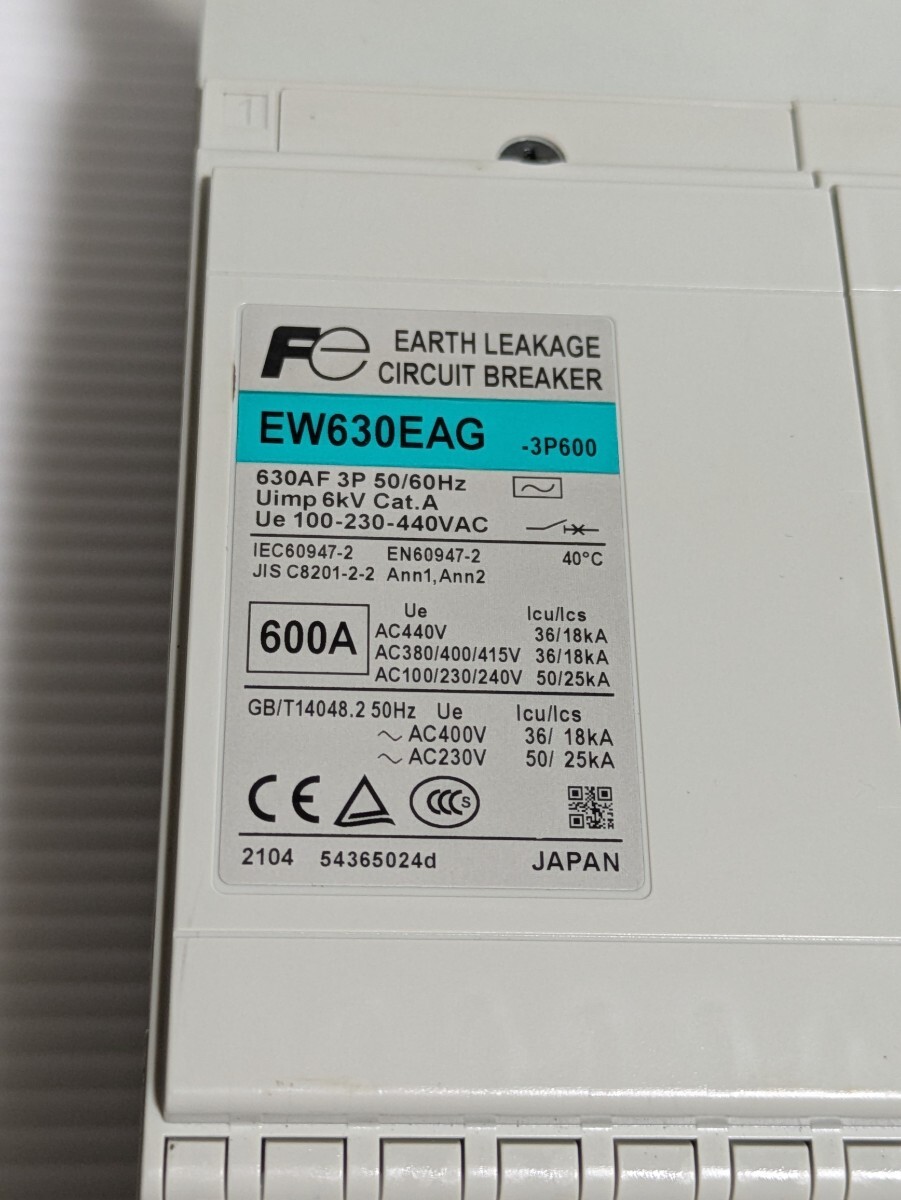 1
Fe EARTH LEAKAGE
CIRCUIT BREAKER
EW630EAG -3P600
630AF 3P 50/60Hz
Uimp 6kV Cat.A
Ue 100-230-440VAC
IEC60947-2 EN60947-2 40°C
JIS C8201-2-2 Ann1,Ann2
600A
Ue Icu/Ics
AC440V 36/18kA
AC380/400/415V 36/18kA
AC100/230/240V 50/25kA
GB/T14048.2 50Hz Ue Icu/Ics
~ AC400V 36/ 18kA
~ AC230V 50/ 25kA
CE CCC S
2104 54365024d JAPAN